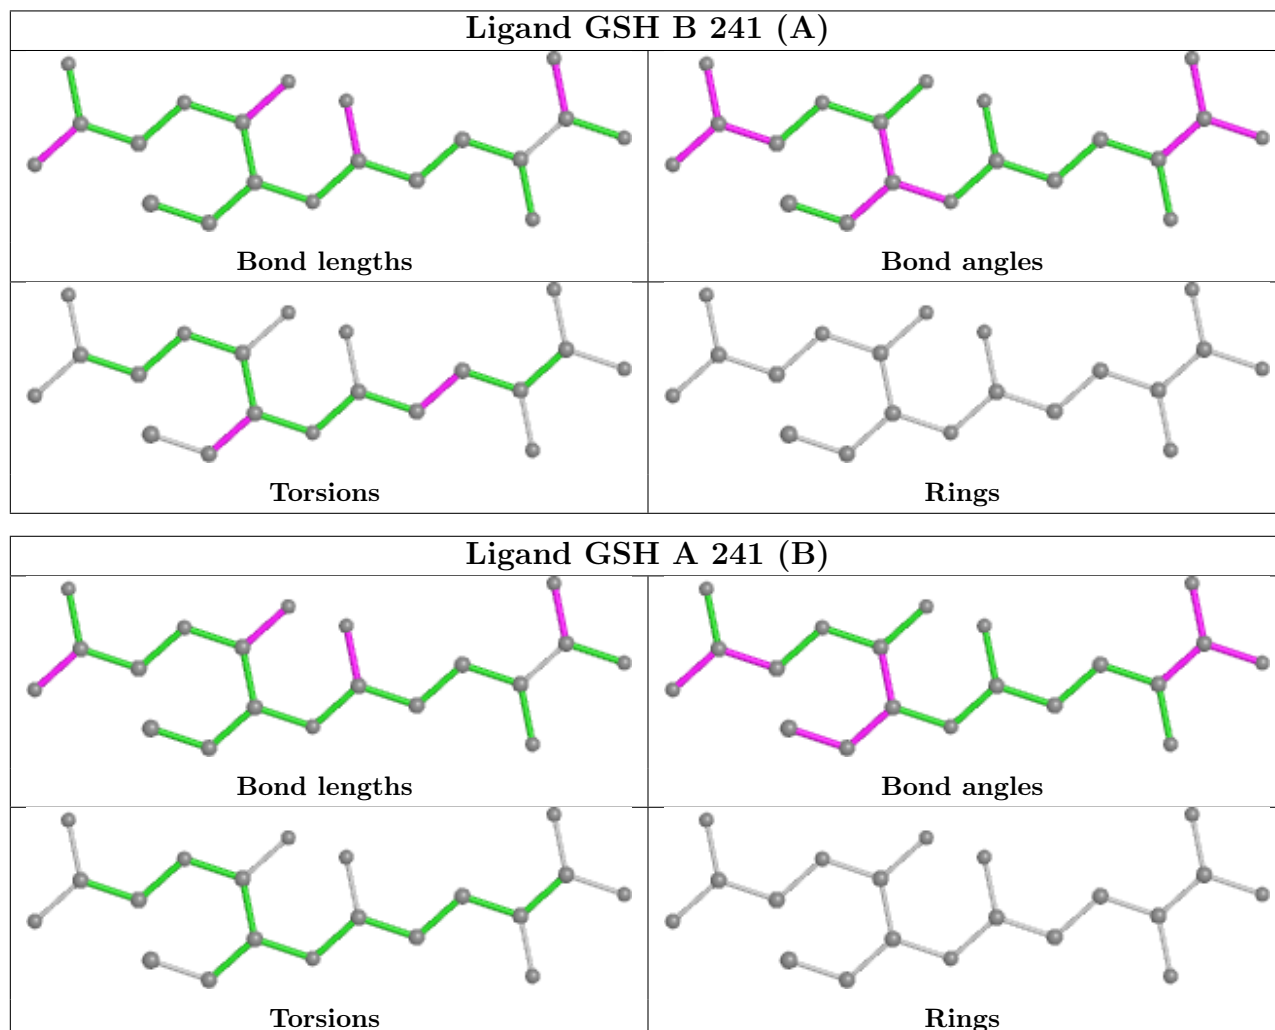 Ligand GSH B 241 (A)
Bond lengths
Bond angles
Torsions
Rings
Ligand GSH A 241 (B)
Bond lengths
Bond angles
Torsions
Rings